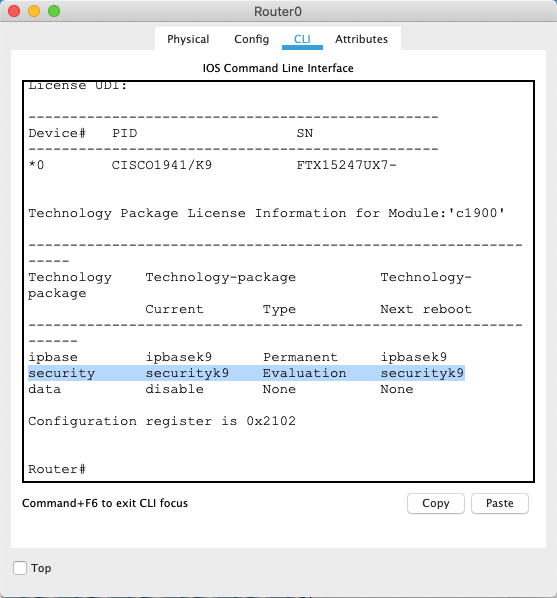 Router0
Physical Config CLI Attributes
IOS Command Line Interface
License UDI:
-------------------------------------------------
Device# PID SN
-------------------------------------------------
*0 CISCO1941/K9 FTX15247UX7-
Technology Package License Information for Module:'c1900'
-----------------------------------------------------------
-----
Technology Technology-package Technology-
package
Current Type Next reboot
-----------------------------------------------------------
------
ipbase ipbasek9 Permanent ipbasek9
security securityk9 Evaluation securityk9
data disable None None
Configuration register is 0x2102
Router#
Command+F6 to exit CLI focus Copy Paste
Top